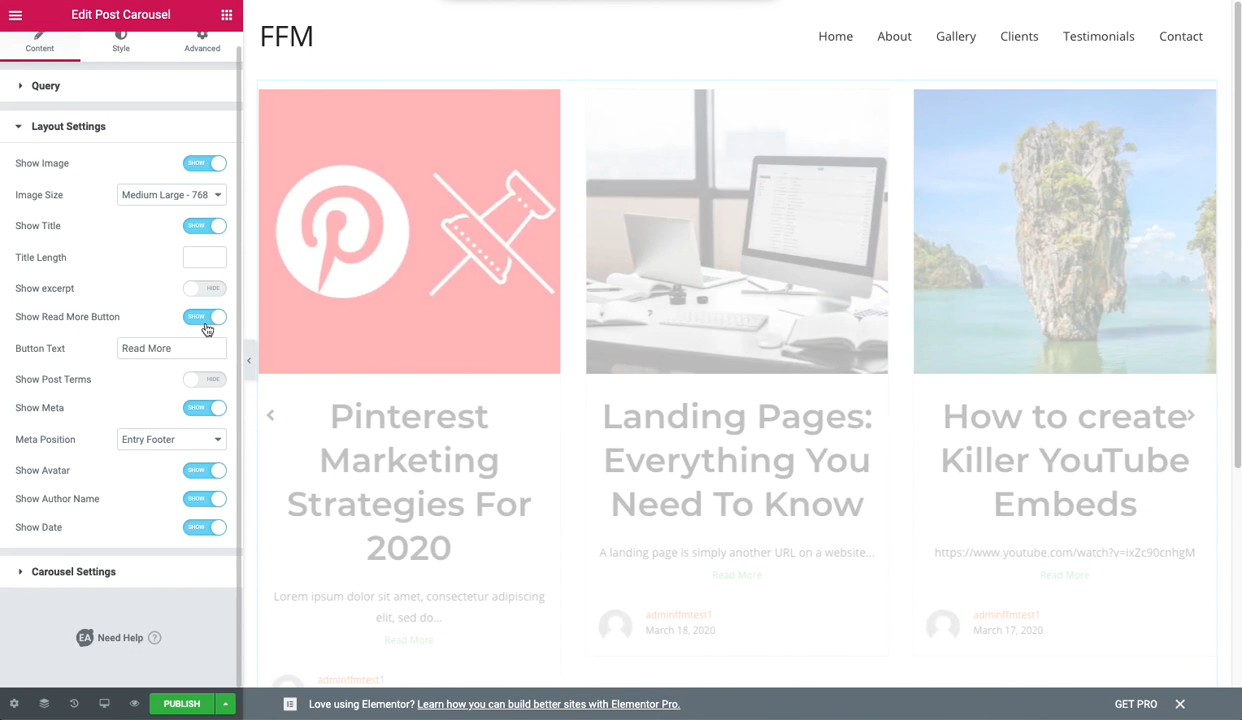 Edit Post Carousel
Content
Style
Advanced
Query
Layout Settings
Show Image
SHOW
Image Size
Medium Large - 768
Show Title
SHOW
Title Length
Show excerpt
HIDE
Show Read More Button
SHOW
Button Text
Read More
Show Post Terms
HIDE
Show Meta
SHOW
Meta Position
Entry Footer
Show Avatar
SHOW
Show Author Name
SHOW
Show Date
SHOW
Carousel Settings
EA Need Help ?
PUBLISH
FFM
Home
About
Gallery
Clients
Testimonials
Contact
Pinterest
Marketing
Strategies For
2020
Lorem ipsum dolor sit amet, consectetur adipiscing
elit, sed do...
Read More
adminffmtest1
Landing Pages:
Everything You
Need To Know
A landing page is simply another URL on a website...
Read More
adminffmtest1
March 18, 2020
How to create
Killer YouTube
Embeds
https://www.youtube.com/watch?v=ixZc90cnhgM
Read More
adminffmtest1
March 17, 2020
Love using Elementor? Learn how you can build better sites with Elementor Pro.
GET PRO